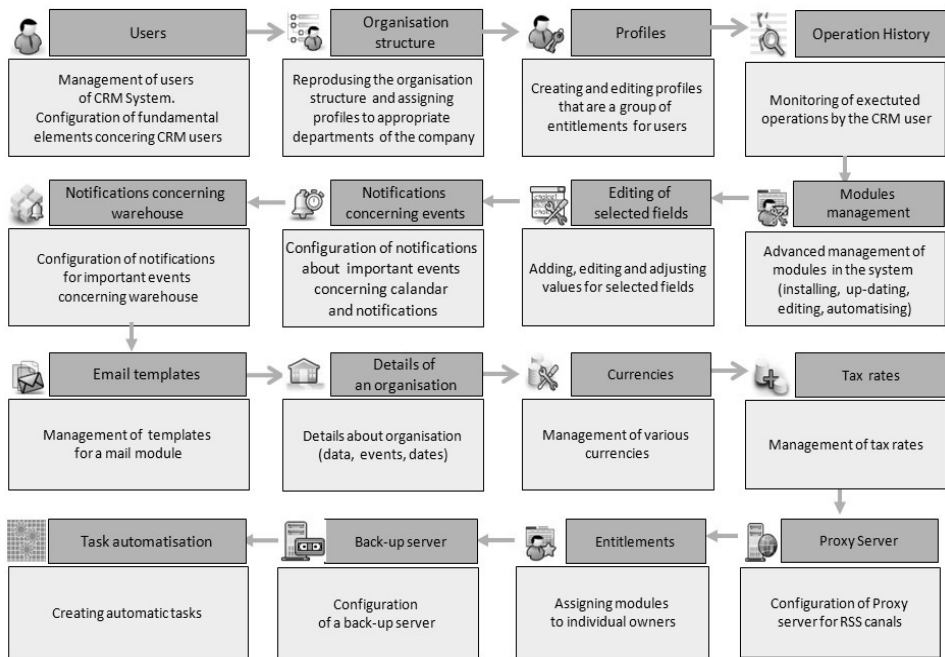 Users
Management of users
of CRM System.
Configuration of fundamental
elements concering CRM users
Organisation
structure
Reprodusing the organisation
structure and assigning
profiles to appropriate
departments of the company
Profiles
Creating and editing profiles
that are a group of
entitlements for users
Operation History
Monitoring of exectuted
operations by the CRM user
Modules
management
Advanced management of
modules in the system
(installing, up-dating,
editing, automatising)
Editing of
selected fields
Adding, editing and adjusting
values for selected fields
Notifications
concerning events
Configuration of notifications
about important events
concerning calandar
and notifications
Notifications concerning
warehouse
Configuration of notifications
for important events
concerning warehouse
Email templates
Management of templates
for a mail module
Details of
an organisation
Details about organisation
(data, events, dates)
Currencies
Management of various
currencies
Tax rates
Management of tax rates
Proxy Server
Configuration of Proxy
server for RSS canals
Entitlements
Assigning modules
to individual owners
Back-up server
Configuration
of a back-up server
Task automatisation
Creating automatic tasks